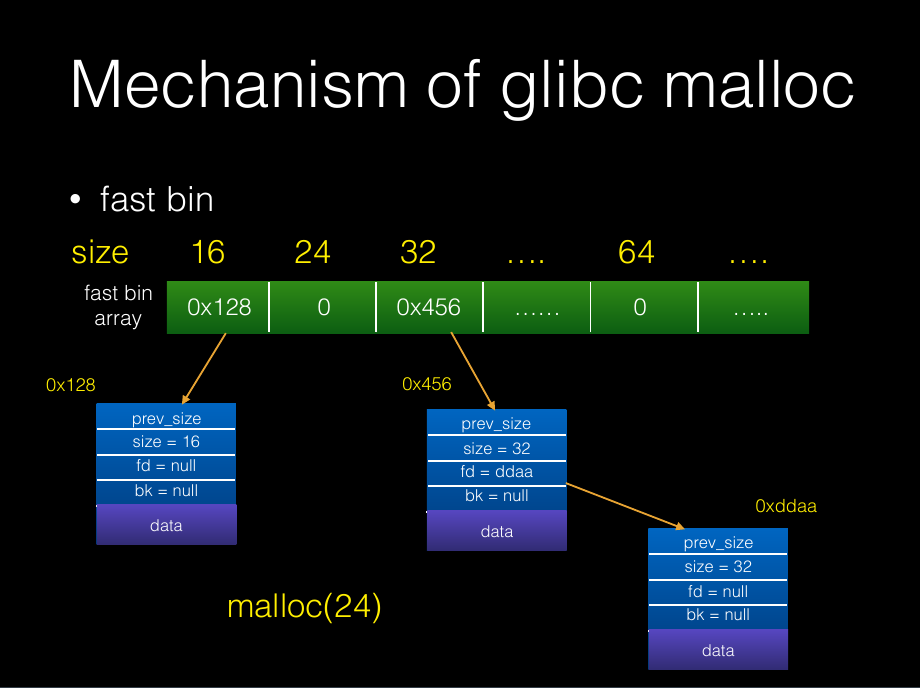 Mechanism of glibc malloc
• fast bin
size 16 24 32 …. 64 ….
fast bin array 0x128 0 0x456 …… 0 …..
0x128
prev_size
size = 16
fd = null
bk = null
data
0x456
prev_size
size = 32
fd = ddaa
bk = null
data
0xddaa
prev_size
size = 32
fd = null
bk = null
data
malloc(24)